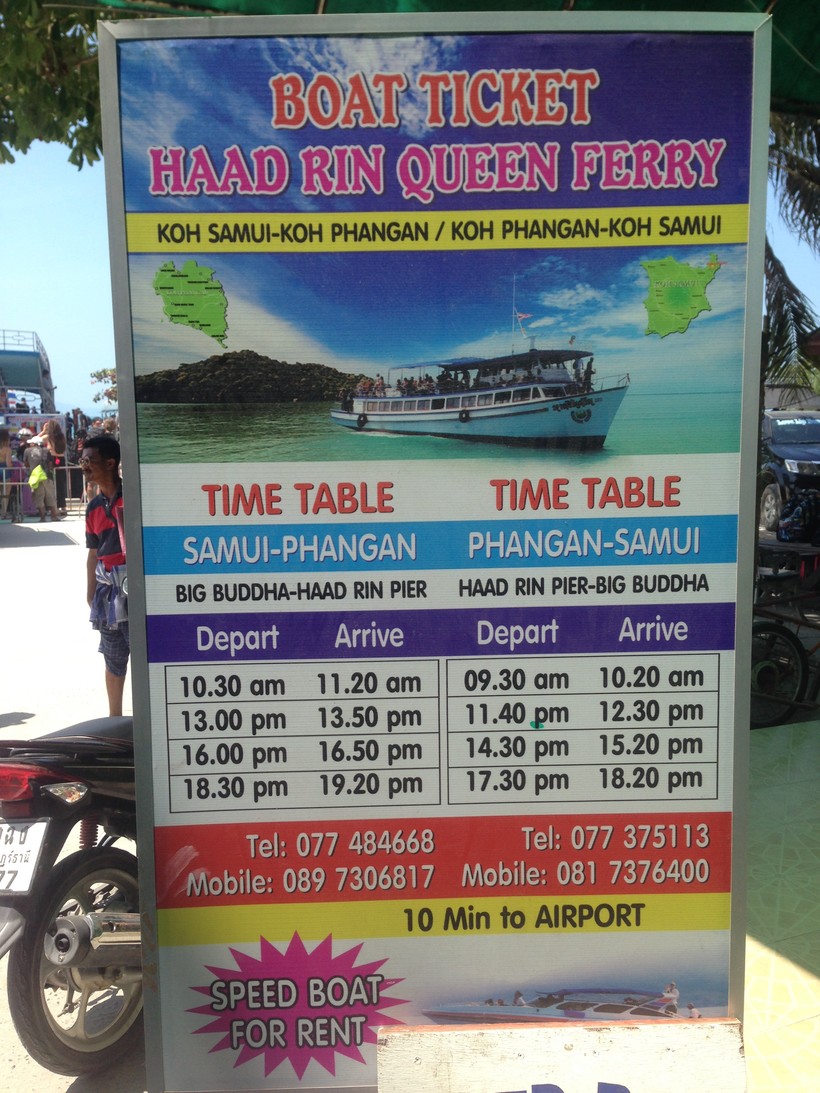 BOAT TICKET
HAAD RIN QUEEN FERRY
KOH SAMUI-KOH PHANGAN / KOH PHANGAN-KOH SAMUI
TIME TABLE
SAMUI-PHANGAN
BIG BUDDHA-HAAD RIN PIER
Depart Arrive
10.30 am 11.20 am
13.00 pm 13.50 pm
16.00 pm 16.50 pm
18.30 pm 19.20 pm
TIME TABLE
PHANGAN-SAMUI
HAAD RIN PIER-BIG BUDDHA
Depart Arrive
09.30 am 10.20 am
11.40 pm 12.30 pm
14.30 pm 15.20 pm
17.30 pm 18.20 pm
Tel: 077 484668
Mobile: 089 7306817
Tel: 077 375113
Mobile: 081 7376400
10 Min to AIRPORT
SPEED BOAT
FOR RENT
77